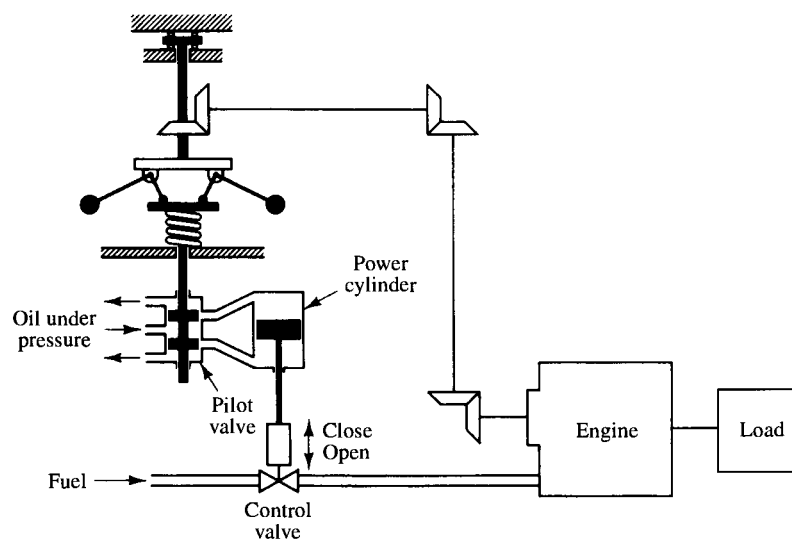 Power
cylinder
Oil under
pressure
Pilot
valve
Close
Open
Engine
Load
Fuel
Control
valve